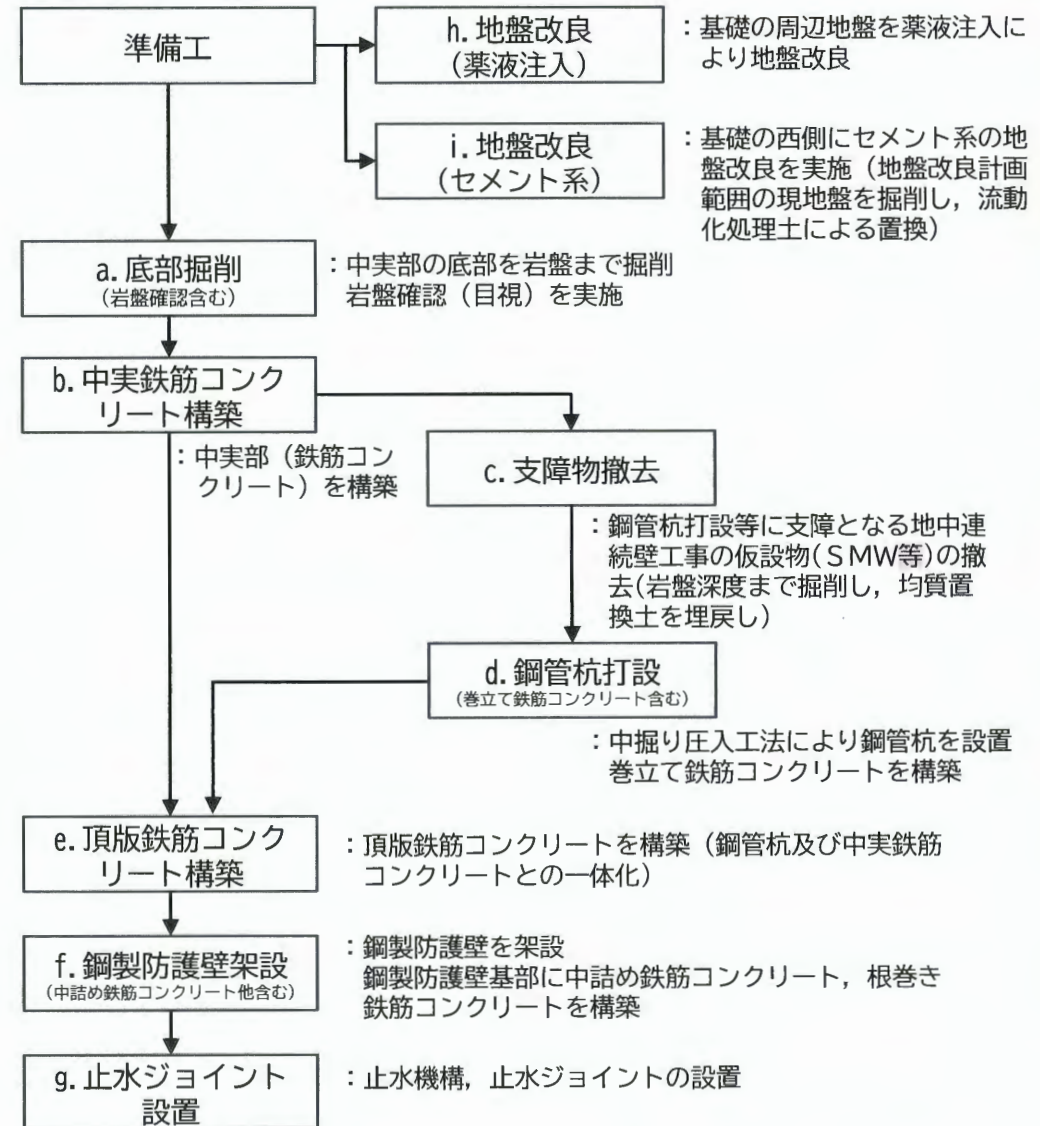 準備工
h.地盤改良
(薬液注入)
：基礎の周辺地盤を薬液注入に
より地盤改良
i.地盤改良
(セメント系)
：基礎の西側にセメント系の地
盤改良を実施（地盤改良計画
範囲の現地盤を掘削し，流動
化処理土による置換）
a.底部掘削
(岩盤確認含む)
：中実部の底部を岩盤まで掘削
岩盤確認（目視）を実施
b.中実鉄筋コンク
リート構築
：中実部（鉄筋コン
クリート）を構築
c.支障物撤去
：鋼管杭打設等に支障となる地中連
続壁工事の仮設物(ＳＭＷ等)の撤
去(岩盤深度まで掘削し，均質置
換土を埋戻し)
d.鋼管杭打設
(巻立て鉄筋コンクリート含む)
：中掘り圧入工法により鋼管杭を設置
巻立て鉄筋コンクリートを構築
e.頂版鉄筋コンク
リート構築
：頂版鉄筋コンクリートを構築（鋼管杭及び中実鉄筋
コンクリートとの一体化）
f.鋼製防護壁架設
(中詰め鉄筋コンクリート他含む)
：鋼製防護壁を架設
鋼製防護壁基部に中詰め鉄筋コンクリート，根巻き
鉄筋コンクリートを構築
g.止水ジョイント
設置
：止水機構，止水ジョイントの設置